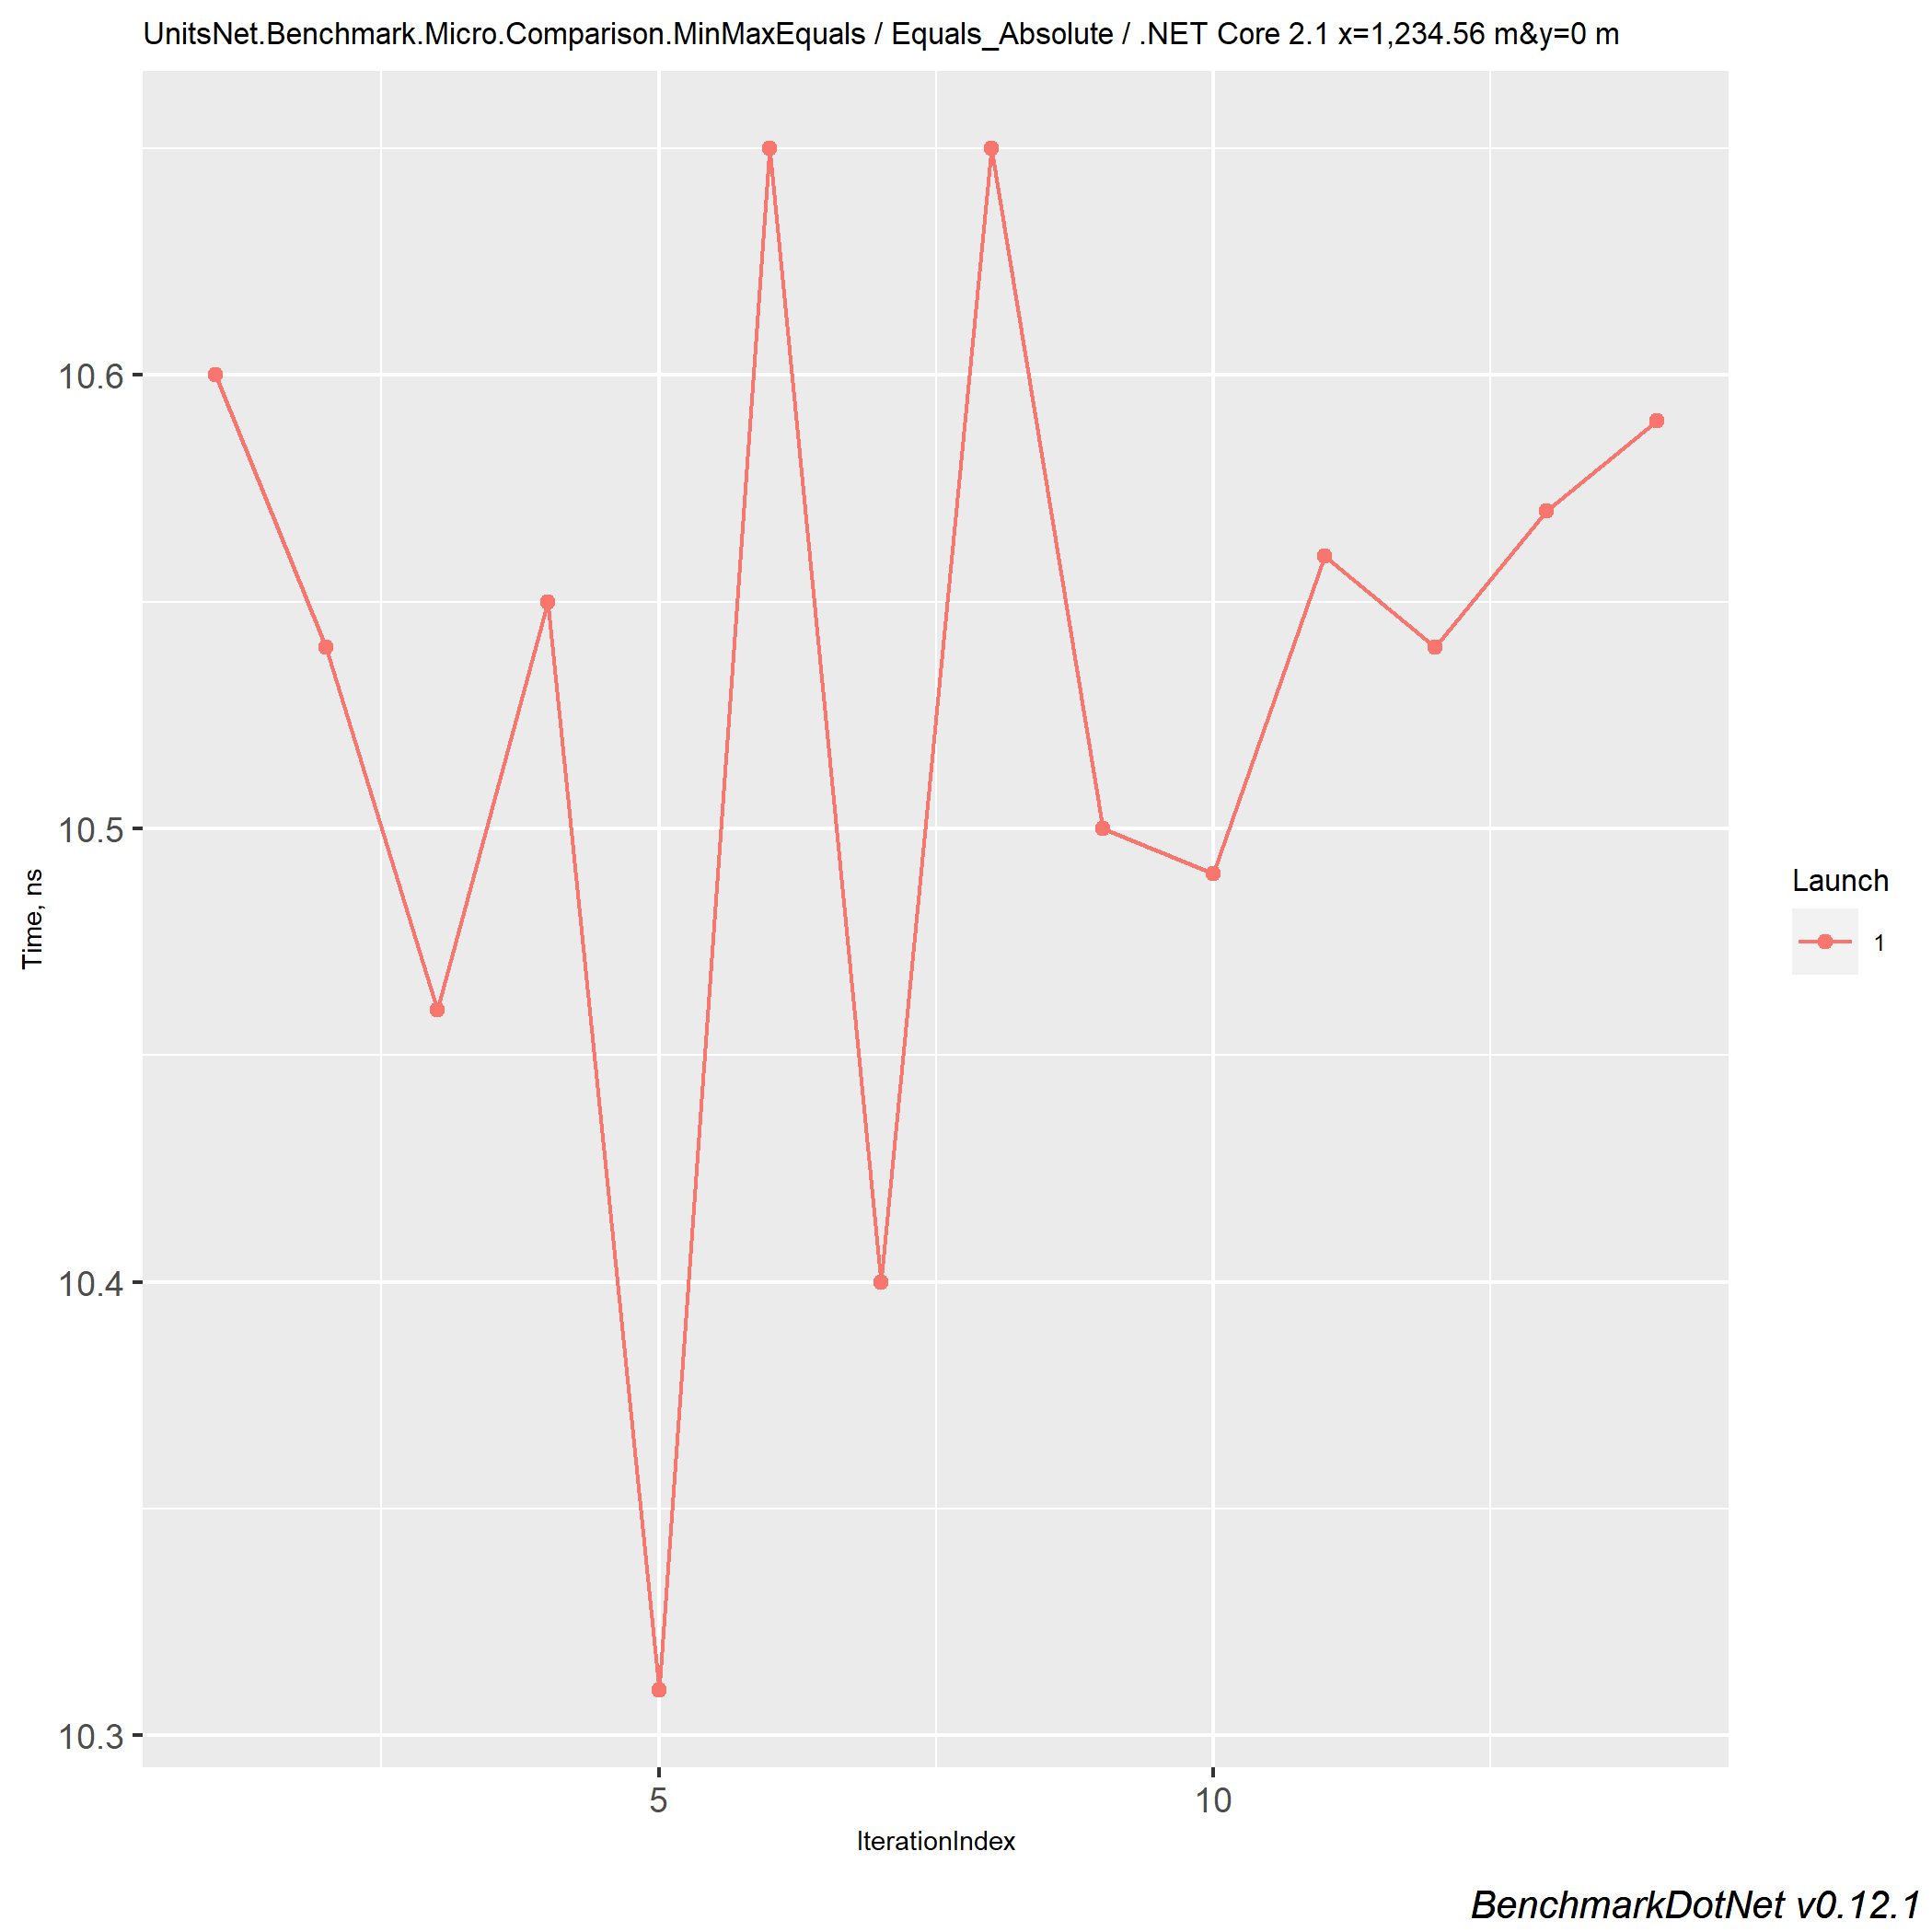 UnitsNet.Benchmark.Micro.Comparison.MinMaxEquals / Equals_Absolute / .NET Core 2.1 x=1,234.56 m&y=0 m
10.6
10.5
10.4
10.3
Time, ns
5
10
IterationIndex
Launch
1
BenchmarkDotNet v0.12.1